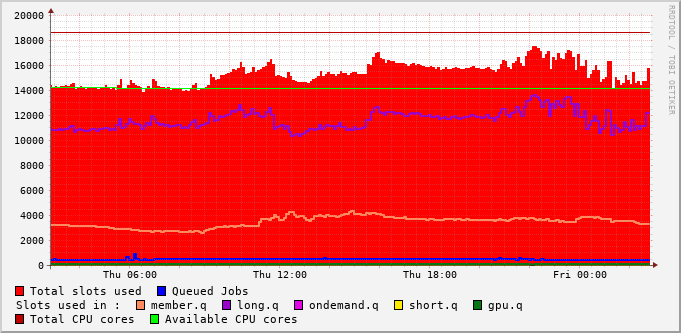 20000
18000
16000
14000
12000
10000
8000
6000
4000
2000
0
Thu 06:00 Thu 12:00 Thu 18:00 Fri 00:00
RRDTOOL / TOBI OETIKER
Total slots used Queued Jobs
Slots used in : member.q long.q ondemand.q short.q gpu.q
Total CPU cores Available CPU cores